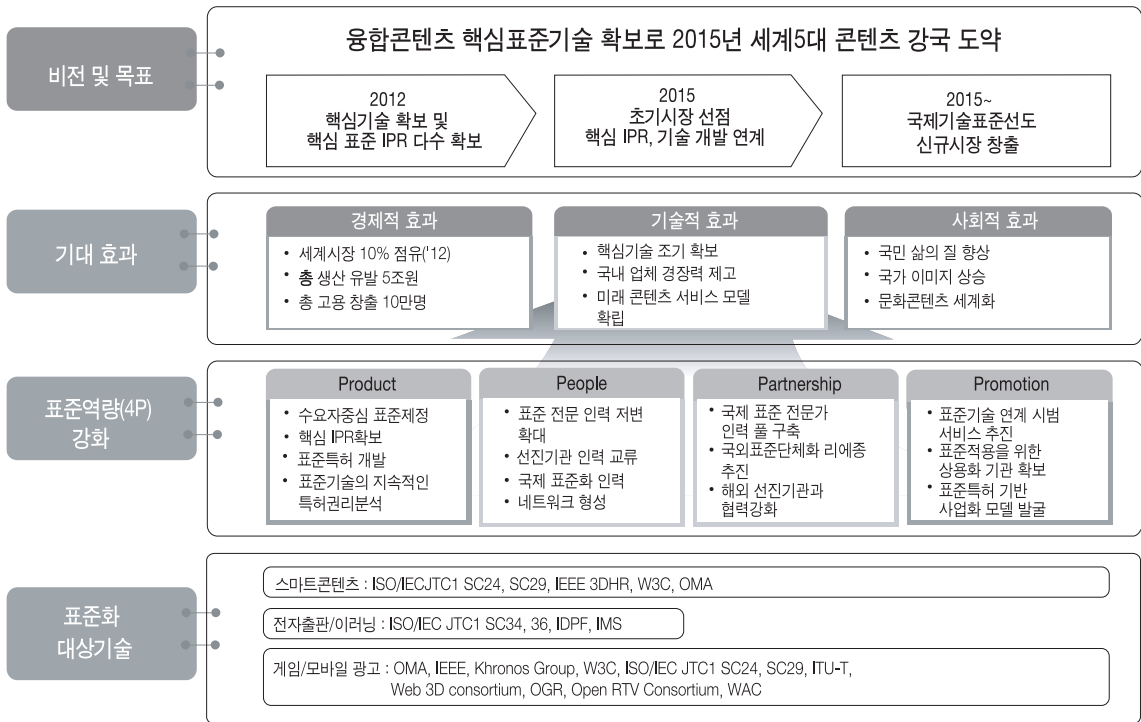 비전 및 목표
융합콘텐츠 핵심표준기술 확보로 2015년 세계5대 콘텐츠 강국 도약
2012
핵심기술 확보 및
핵심 표준 IPR 다수 확보
2015
초기시장 선점
핵심 IPR, 기술 개발 연계
2015~
국제기술표준선도
신규시장 창출
기대 효과
경제적 효과
• 세계시장 10% 점유('12)
• 총 생산 유발 5조원
• 총 고용 창출 10만명
기술적 효과
• 핵심기술 조기 확보
• 국내 업체 경장력 제고
• 미래 콘텐츠 서비스 모델
확립
사회적 효과
• 국민 삶의 질 향상
• 국가 이미지 상승
• 문화콘텐츠 세계화
표준역량(4P)
강화
Product
• 수요자중심 표준제정
• 핵심 IPR확보
• 표준특허 개발
• 표준기술의 지속적인
특허권리분석
People
• 표준 전문 인력 저변
확대
• 선진기관 인력 교류
• 국제 표준화 인력
• 네트워크 형성
Partnership
• 국제 표준 전문가
인력 풀 구축
• 국외표준단체화 리에종
추진
• 해외 선진기관과
협력강화
Promotion
• 표준기술 연계 시범
서비스 추진
• 표준적용을 위한
상용화 기관 확보
• 표준특허 기반
사업화 모델 발굴
표준화
대상기술
스마트콘텐츠 : ISO/IECJTC1 SC24, SC29, IEEE 3DHR, W3C, OMA
전자출판/이러닝 : ISO/IEC JTC1 SC34, 36, IDPF, IMS
게임/모바일 광고 : OMA, IEEE, Khronos Group, W3C, ISO/IEC JTC1 SC24, SC29, ITU-T,
Web 3D consortium, OGR, Open RTV Consortium, WAC